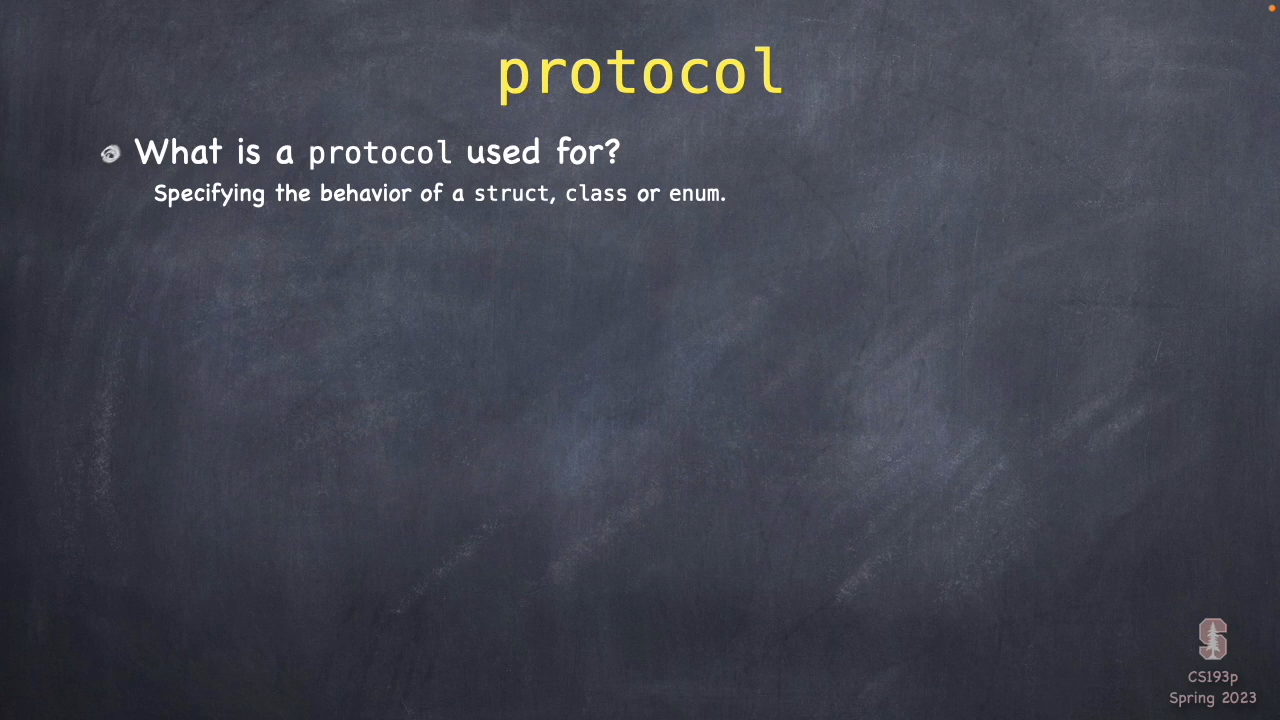 protocol
What is a protocol used for?
Specifying the behavior of a struct, class or enum.
CS193p
Spring 2023